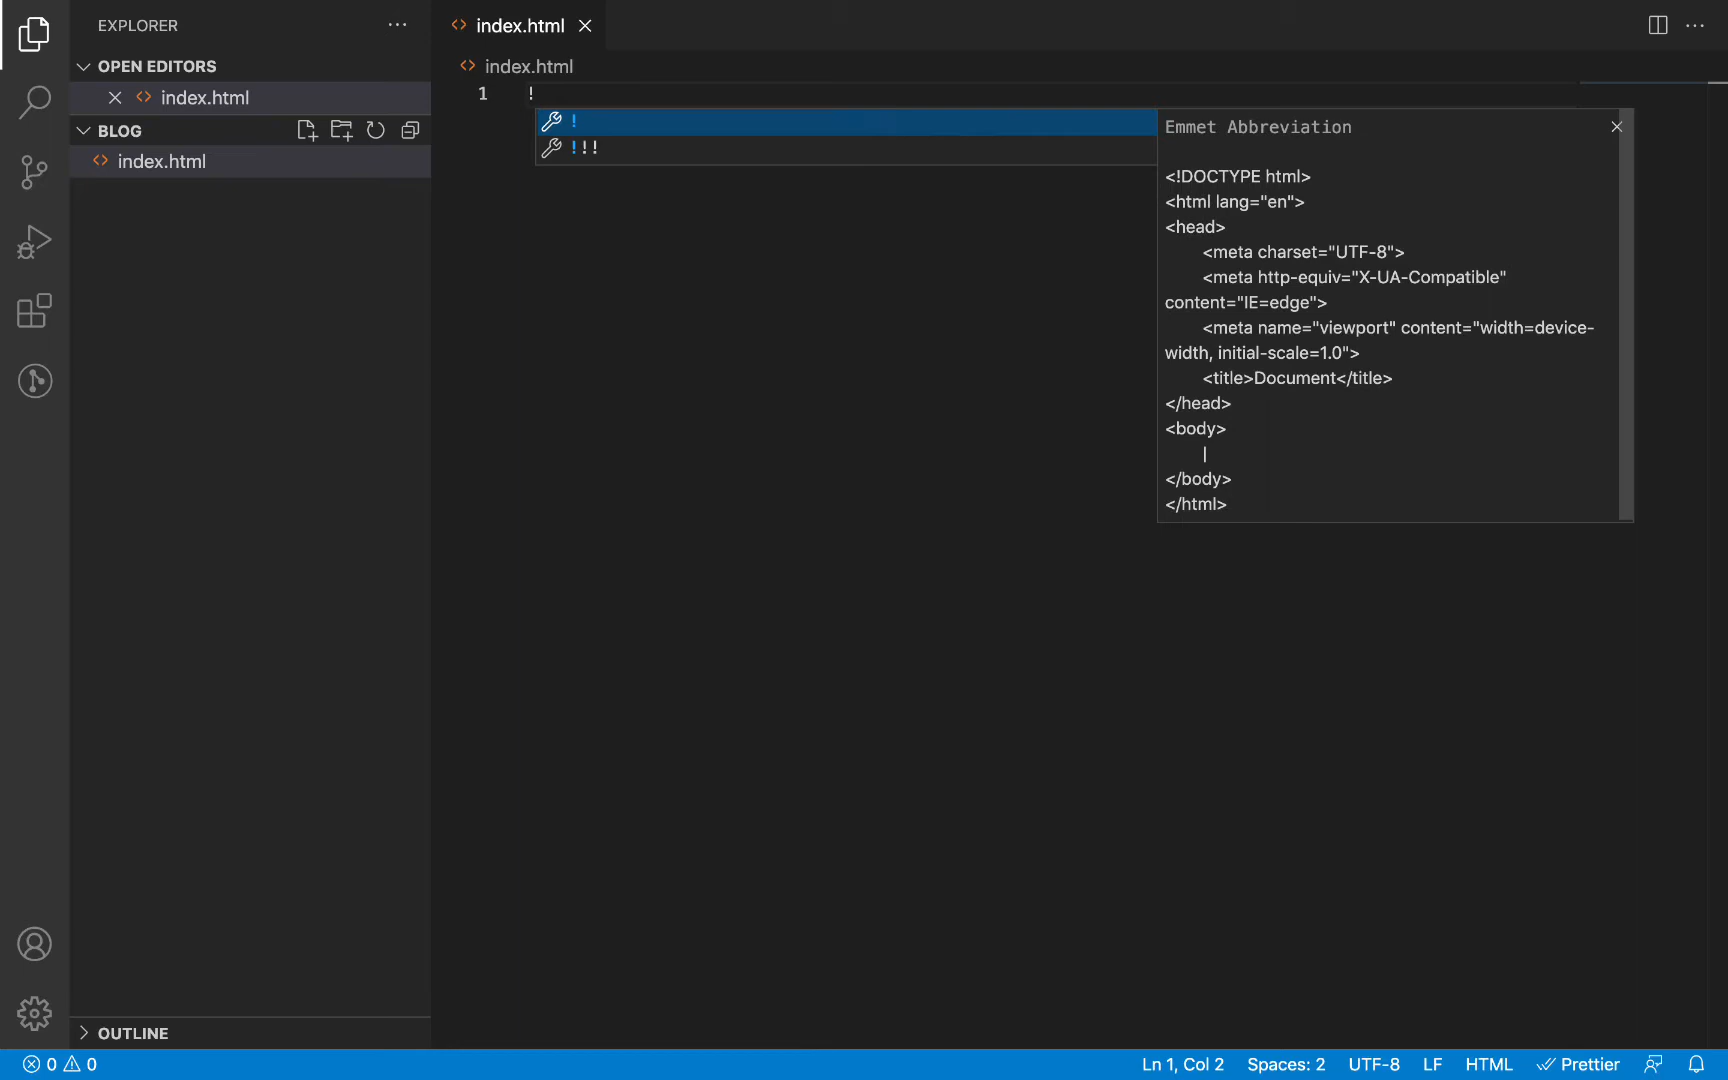 EXPLORER
OPEN EDITORS
index.html
BLOG
index.html
OUTLINE
index.html
index.html
1 !
!
!!!
Emmet Abbreviation
<!DOCTYPE html>
<html lang="en">
<head>
<meta charset="UTF-8">
<meta http-equiv="X-UA-Compatible"
content="IE=edge">
<meta name="viewport" content="width=device-
width, initial-scale=1.0">
<title>Document</title>
</head>
<body>
|
</body>
</html>
0 0 Ln 1, Col 2 Spaces: 2 UTF-8 LF HTML Prettier